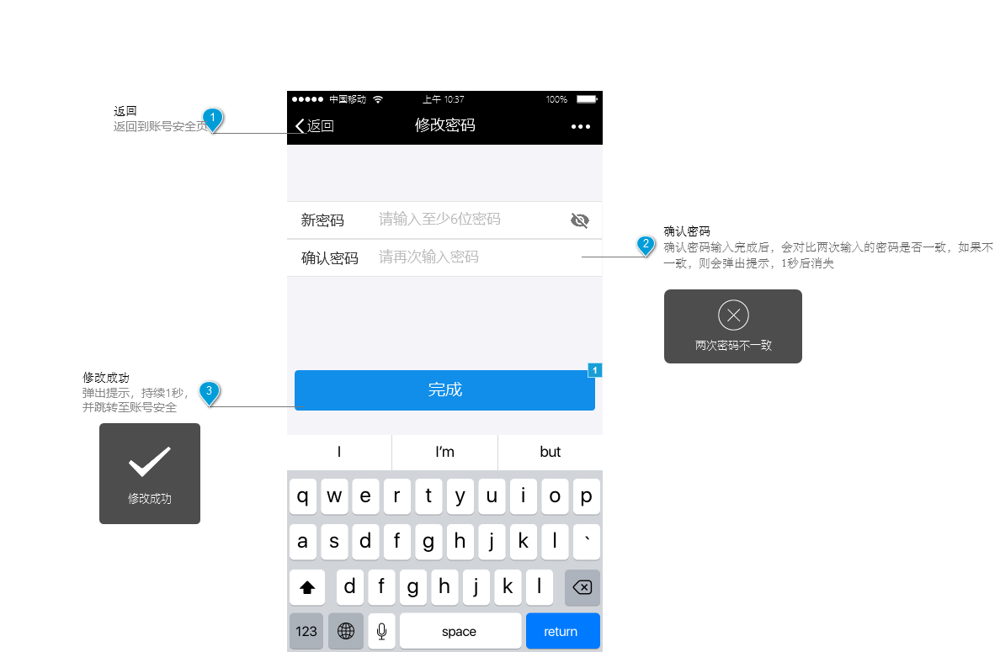 中国移动 上午 10:37 100%
返回
返回到账号安全页
1
返回 修改密码
新密码 请输入至少6位密码
确认密码 请再次输入密码
2
确认密码
确认密码输入完成后，会对比两次输入的密码是否一致，如果不
一致，则会弹出提示，1秒后消失
两次密码不一致
修改成功
弹出提示，持续1秒，
并跳转至账号安全
3
修改成功
完成
1
I I'm but
q w e r t y u i o p
a s d f g h j k l `
d f g h j k l
123 space return